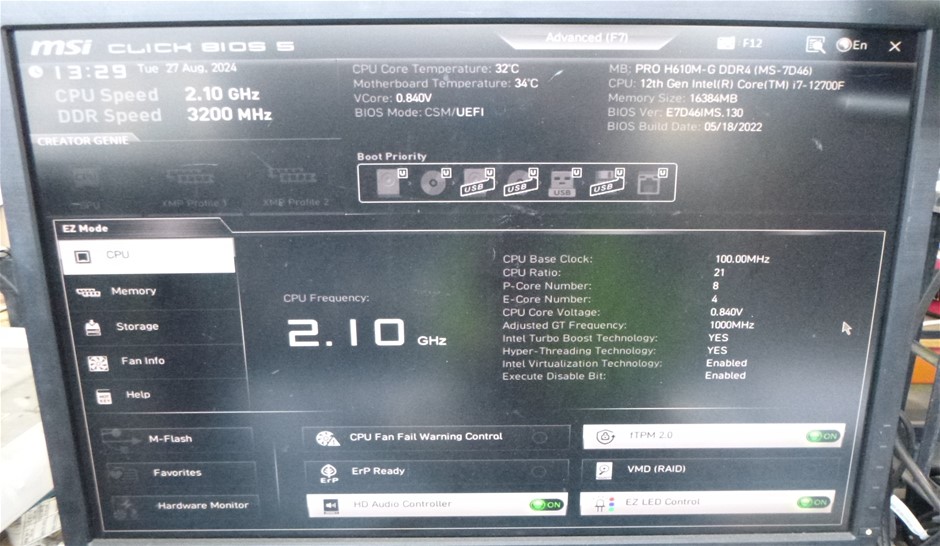 msi CLICK BIOS 5
Advanced (F7)
F12
En
13:29 Tue 27 Aug, 2024
CPU Speed 2.10 GHz
DDR Speed 3200 MHz
CPU Core Temperature: 32°C
Motherboard Temperature: 34°C
VCore: 0.840V
BIOS Mode: CSM/UEFI
MB: PRO H610M-G DDR4 (MS-7D46)
CPU: 12th Gen Intel(R) Core(TM) i7-12700F
Memory Size: 16384MB
BIOS Ver: E7D46IMS.130
BIOS Build Date: 05/18/2022
CREATOR GENIE
CPU
XMP Profile 1
XMP Profile 2
Boot Priority
U U U U U U U
USB USB USB USB
EZ Mode
CPU
Memory
Storage
Fan Info
Help
CPU Frequency:
2.10 GHz
CPU Base Clock: 100.00MHz
CPU Ratio: 21
P-Core Number: 8
E-Core Number: 4
CPU Core Voltage: 0.840V
Adjusted GT Frequency: 1000MHz
Intel Turbo Boost Technology: YES
Hyper-Threading Technology: YES
Intel Virtualization Technology: Enabled
Execute Disable Bit: Enabled
M-Flash
Favorites
Hardware Monitor
CPU Fan Fail Warning Control
ErP
ErP Ready
HD Audio Controller ON
fTPM 2.0 ON
VMD (RAID)
EZ LED Control ON